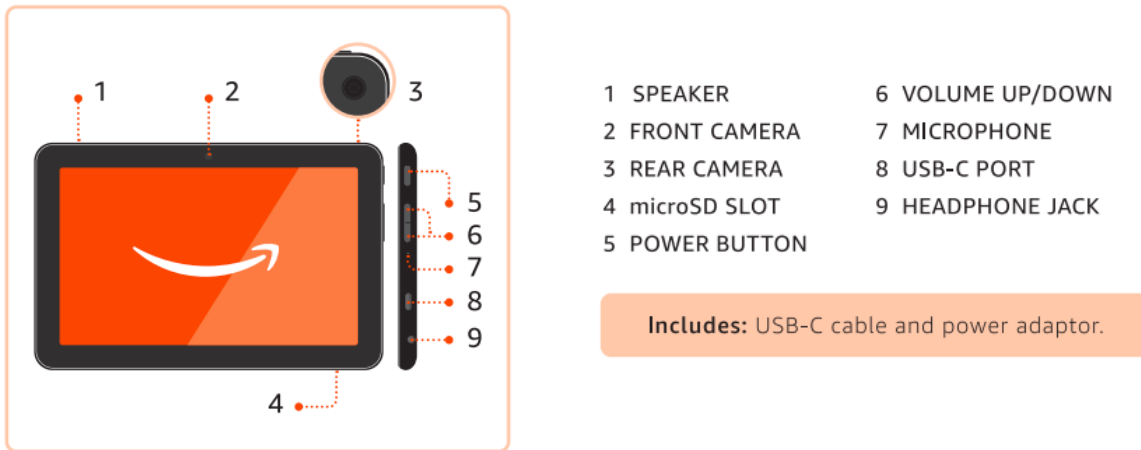 1
2
3
5
6
7
8
9
4
1 SPEAKER
2 FRONT CAMERA
3 REAR CAMERA
4 microSD SLOT
5 POWER BUTTON
6 VOLUME UP/DOWN
7 MICROPHONE
8 USB-C PORT
9 HEADPHONE JACK
Includes: USB-C cable and power adaptor.